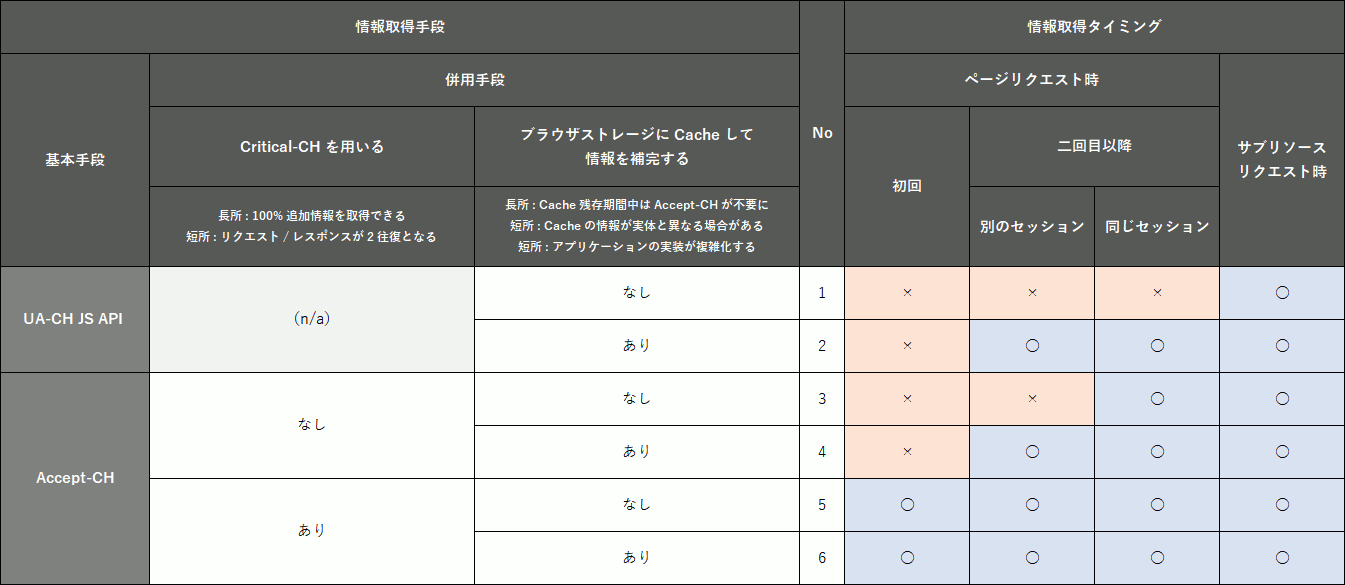 情報取得手段
No
情報取得タイミング
基本手段
併用手段
ページリクエスト時
サブリソース
リクエスト時
Critical-CH を用いる
ブラウザストレージに Cache して
情報を補完する
初回
二回目以降
長所 : 100% 追加情報を取得できる
短所 : リクエスト / レスポンスが 2 往復となる
長所 : Cache 残存期間中は Accept-CH が不要に
短所 : Cache の情報が実体と異なる場合がある
短所 : アプリケーションの実装が複雑化する
別のセッション
同じセッション
UA-CH JS API
(n/a)
なし
1
×
×
×
〇
あり
2
×
〇
〇
〇
Accept-CH
なし
なし
3
×
×
〇
〇
あり
4
×
〇
〇
〇
あり
なし
5
〇
〇
〇
〇
あり
6
〇
〇
〇
〇